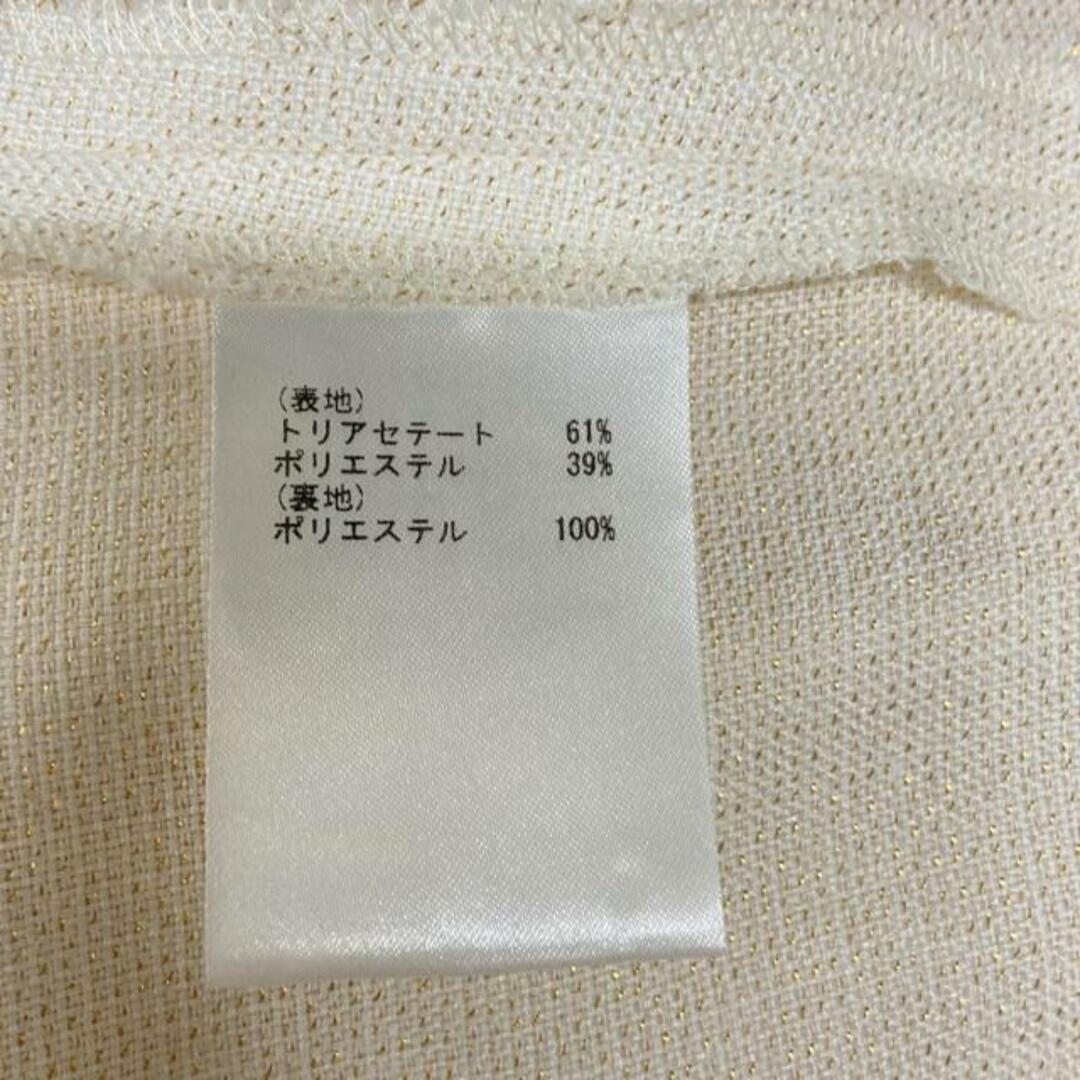 (表地)
トリアセテート 61%
ポリエステル 39%
(裏地)
ポリエステル 100%